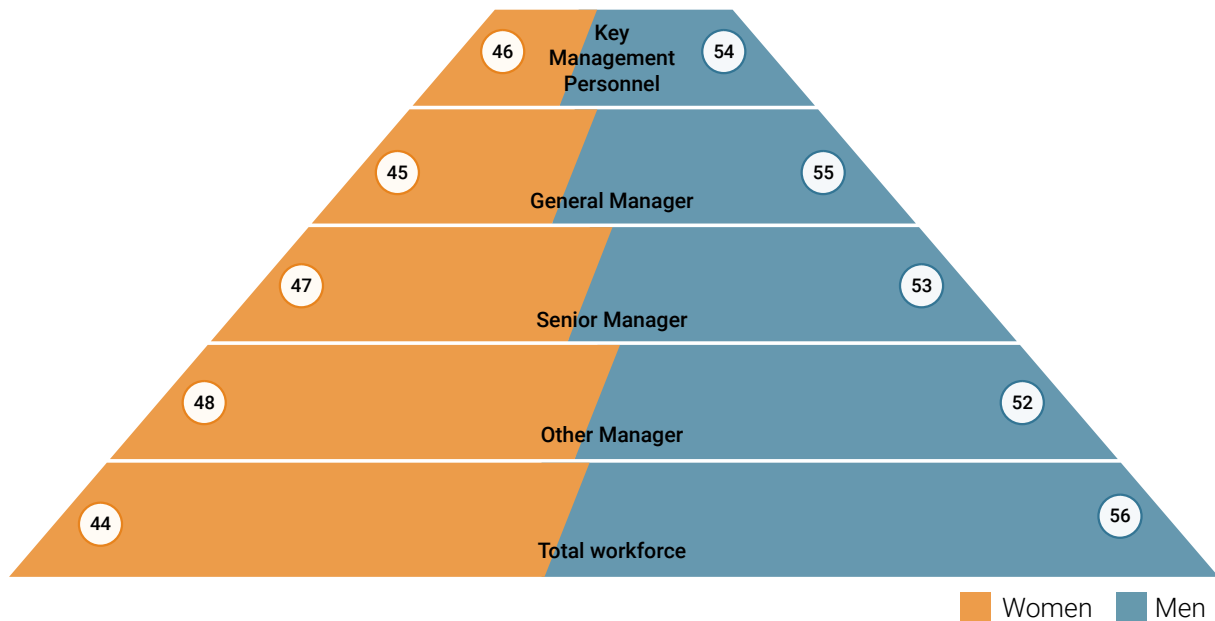 46
Key
Management
Personnel
54
45
General Manager
55
47
Senior Manager
53
48
Other Manager
52
44
Total workforce
56
Women
Men